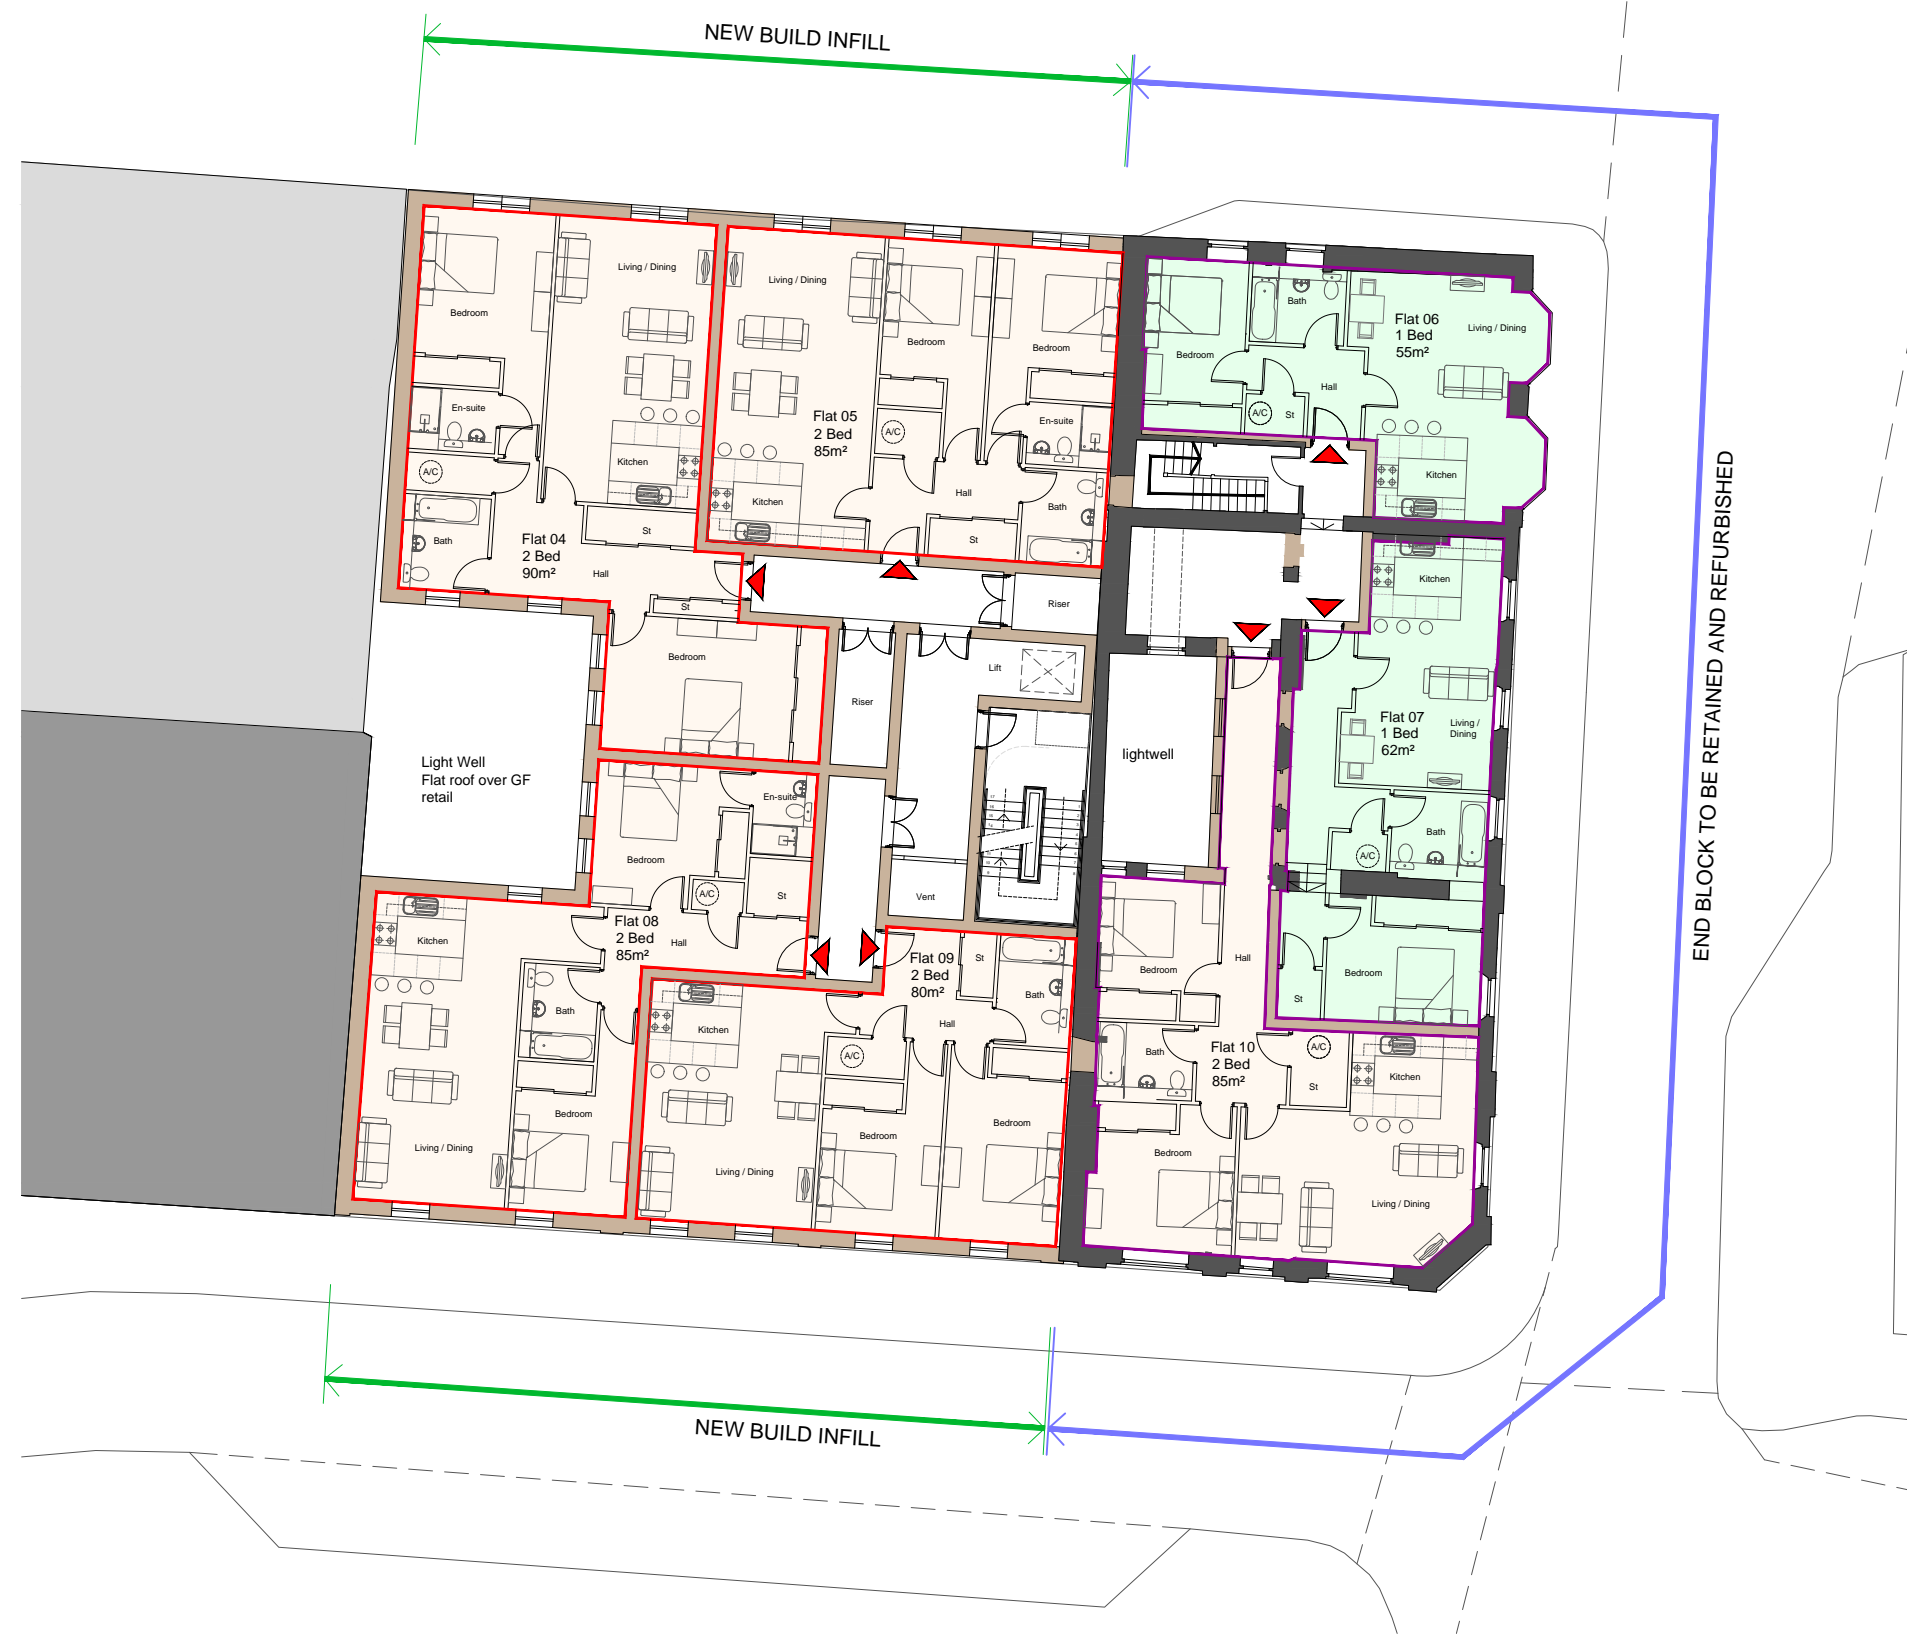 NEW BUILD INFILL
Living / Dining
Bedroom
En-suite
A/C
Kitchen
Bath
Flat 04
2 Bed
90m²
St
Hall
St
Bedroom
Living / Dining
Bedroom
Bedroom
Flat 05
2 Bed
85m²
A/C
En-suite
Kitchen
Hall
Bath
St
Riser
Bath
Flat 06
1 Bed
55m²
Living / Dining
Bedroom
Hall
A/C
St
Kitchen
END BLOCK TO BE RETAINED AND REFURBISHED
Kitchen
Flat 07
1 Bed
62m²
Living /
Dining
Bath
A/C
Bedroom
St
Lift
Riser
lightwell
Light Well
Flat roof over GF
retail
Vent
En-suite
Bedroom
A/C
St
Flat 08
2 Bed
85m²
Hall
Kitchen
Bath
Bedroom
Living / Dining
Flat 09
2 Bed
80m²
St
Bath
Hall
Kitchen
A/C
Bedroom
Bedroom
Living / Dining
Bedroom
Hall
Bath
Flat 10
2 Bed
85m²
A/C
St
Kitchen
Bedroom
Living / Dining
NEW BUILD INFILL